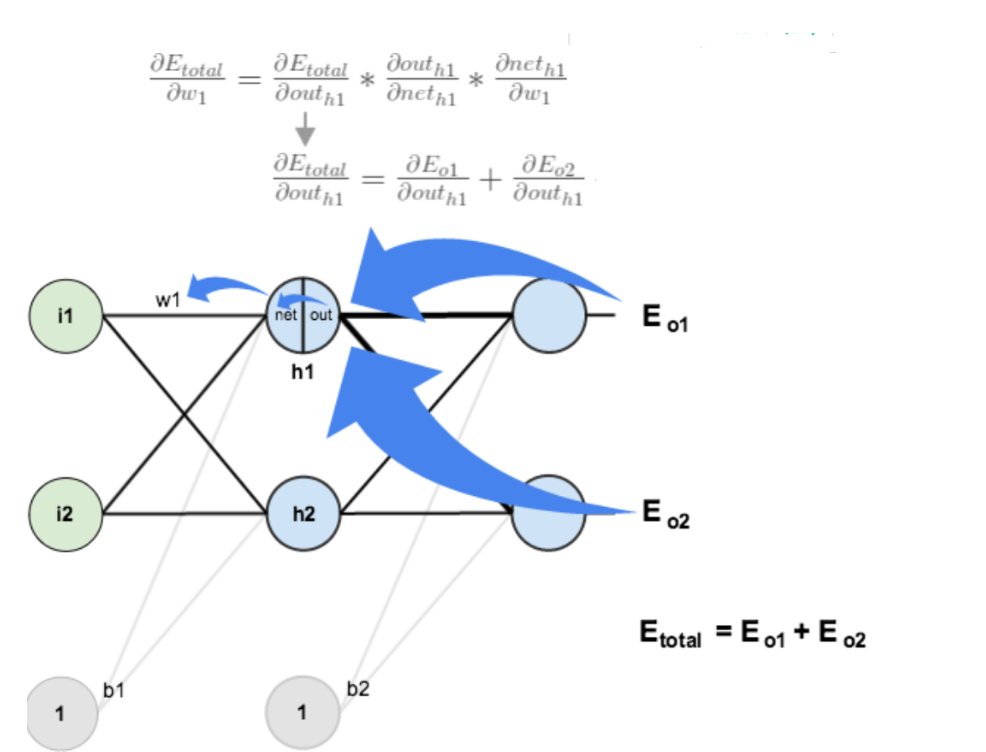 ∂E_total/∂w_1 = ∂E_total/∂out_h1 * ∂out_h1/∂net_h1 * ∂net_h1/∂w_1
∂E_total/∂out_h1 = ∂E_o1/∂out_h1 + ∂E_o2/∂out_h1
i1
w1
net
out
h1
E o1
i2
h2
E o2
E total = E o1 + E o2
1
b1
1
b2